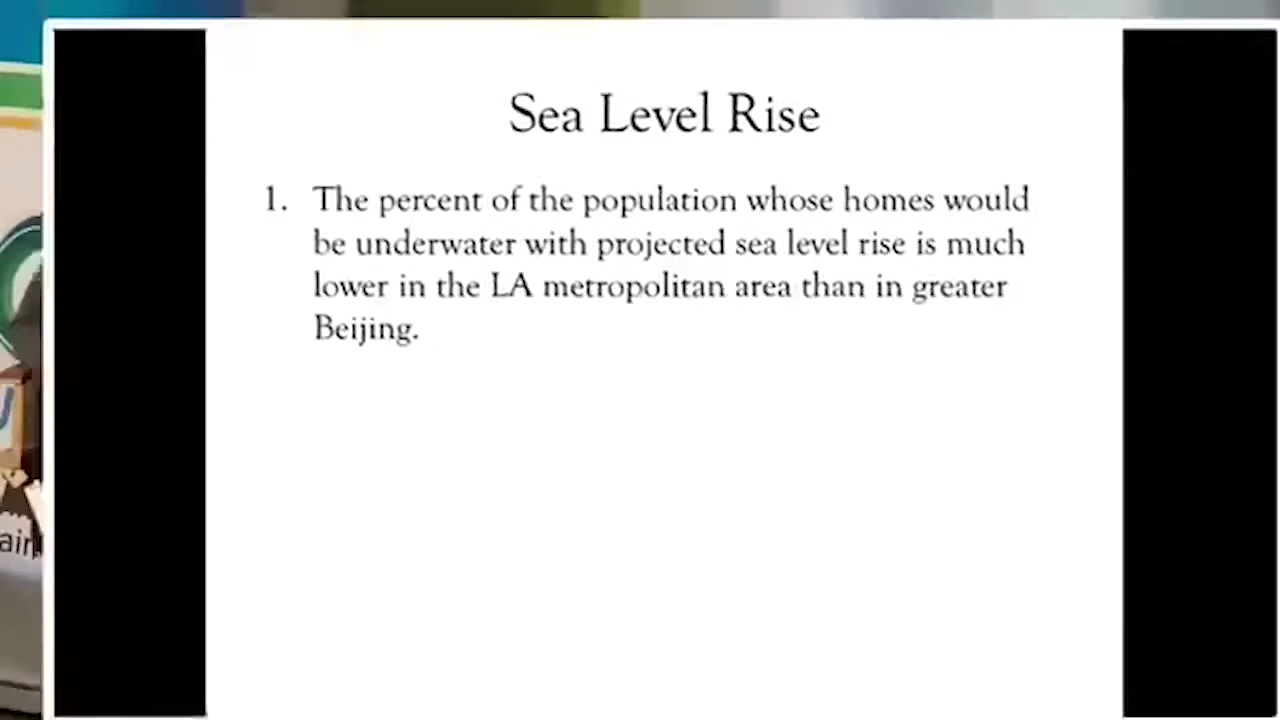 Sea Level Rise
1. The percent of the population whose homes would
be underwater with projected sea level rise is much
lower in the LA metropolitan area than in greater
Beijing.